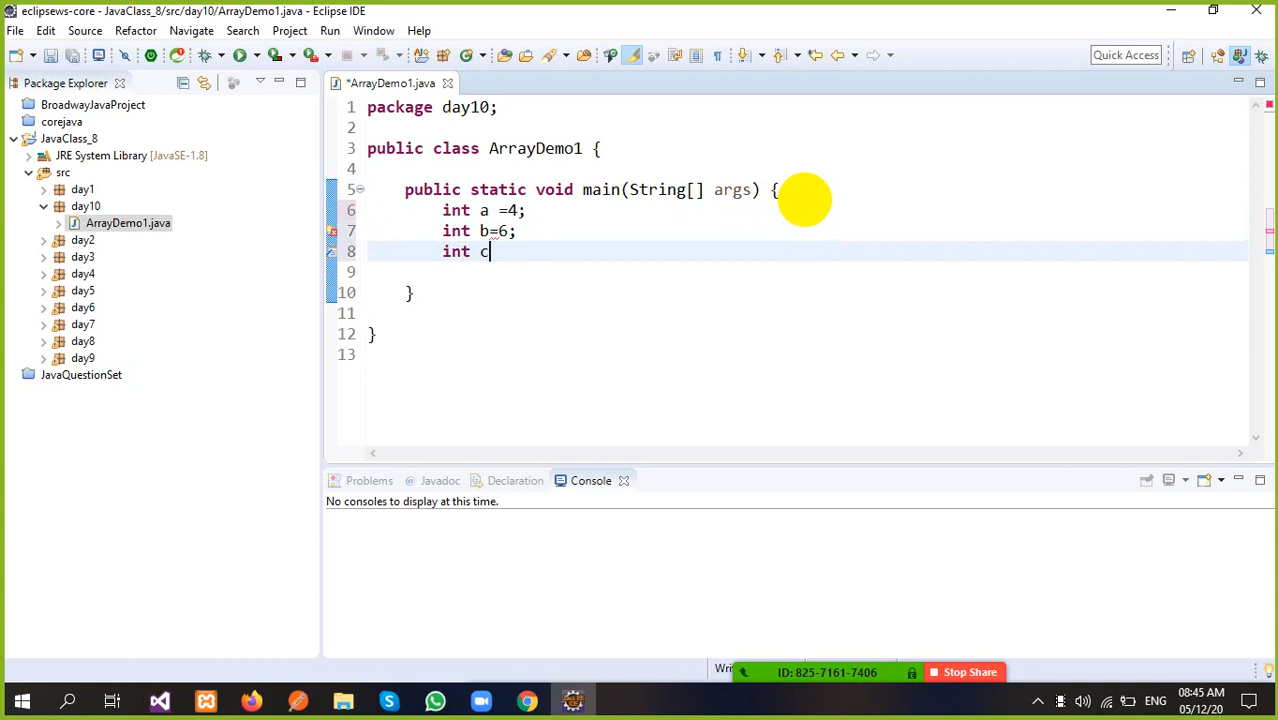 eclipsews-core - JavaClass_8/src/day10/ArrayDemo1.java - Eclipse IDE
File Edit Source Refactor Navigate Search Project Run Window Help
Quick Access
Package Explorer
*ArrayDemo1.java
BroadwayJavaProject
corejava
JavaClass_8
JRE System Library [JavaSE-1.8]
src
day1
day10
ArrayDemo1.java
day2
day3
day4
day5
day6
day7
day8
day9
JavaQuestionSet
1 package day10;
2
3 public class ArrayDemo1 {
4
5 public static void main(String[] args) {
6 int a =4;
7 int b=6;
8 int c
9
10 }
11
12 }
13
Problems Javadoc Declaration Console
No consoles to display at this time.
ID: 825-7161-7406 Stop Share
ENG
08:45 AM
05/12/20